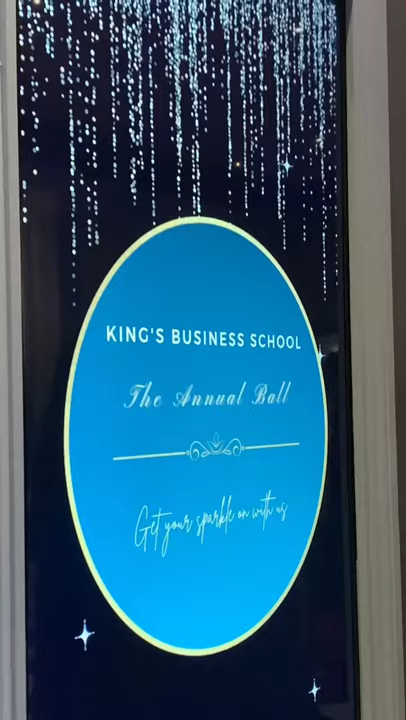 KING'S BUSINESS SCHOOL
The Annual Ball
Get your sparkle on with us